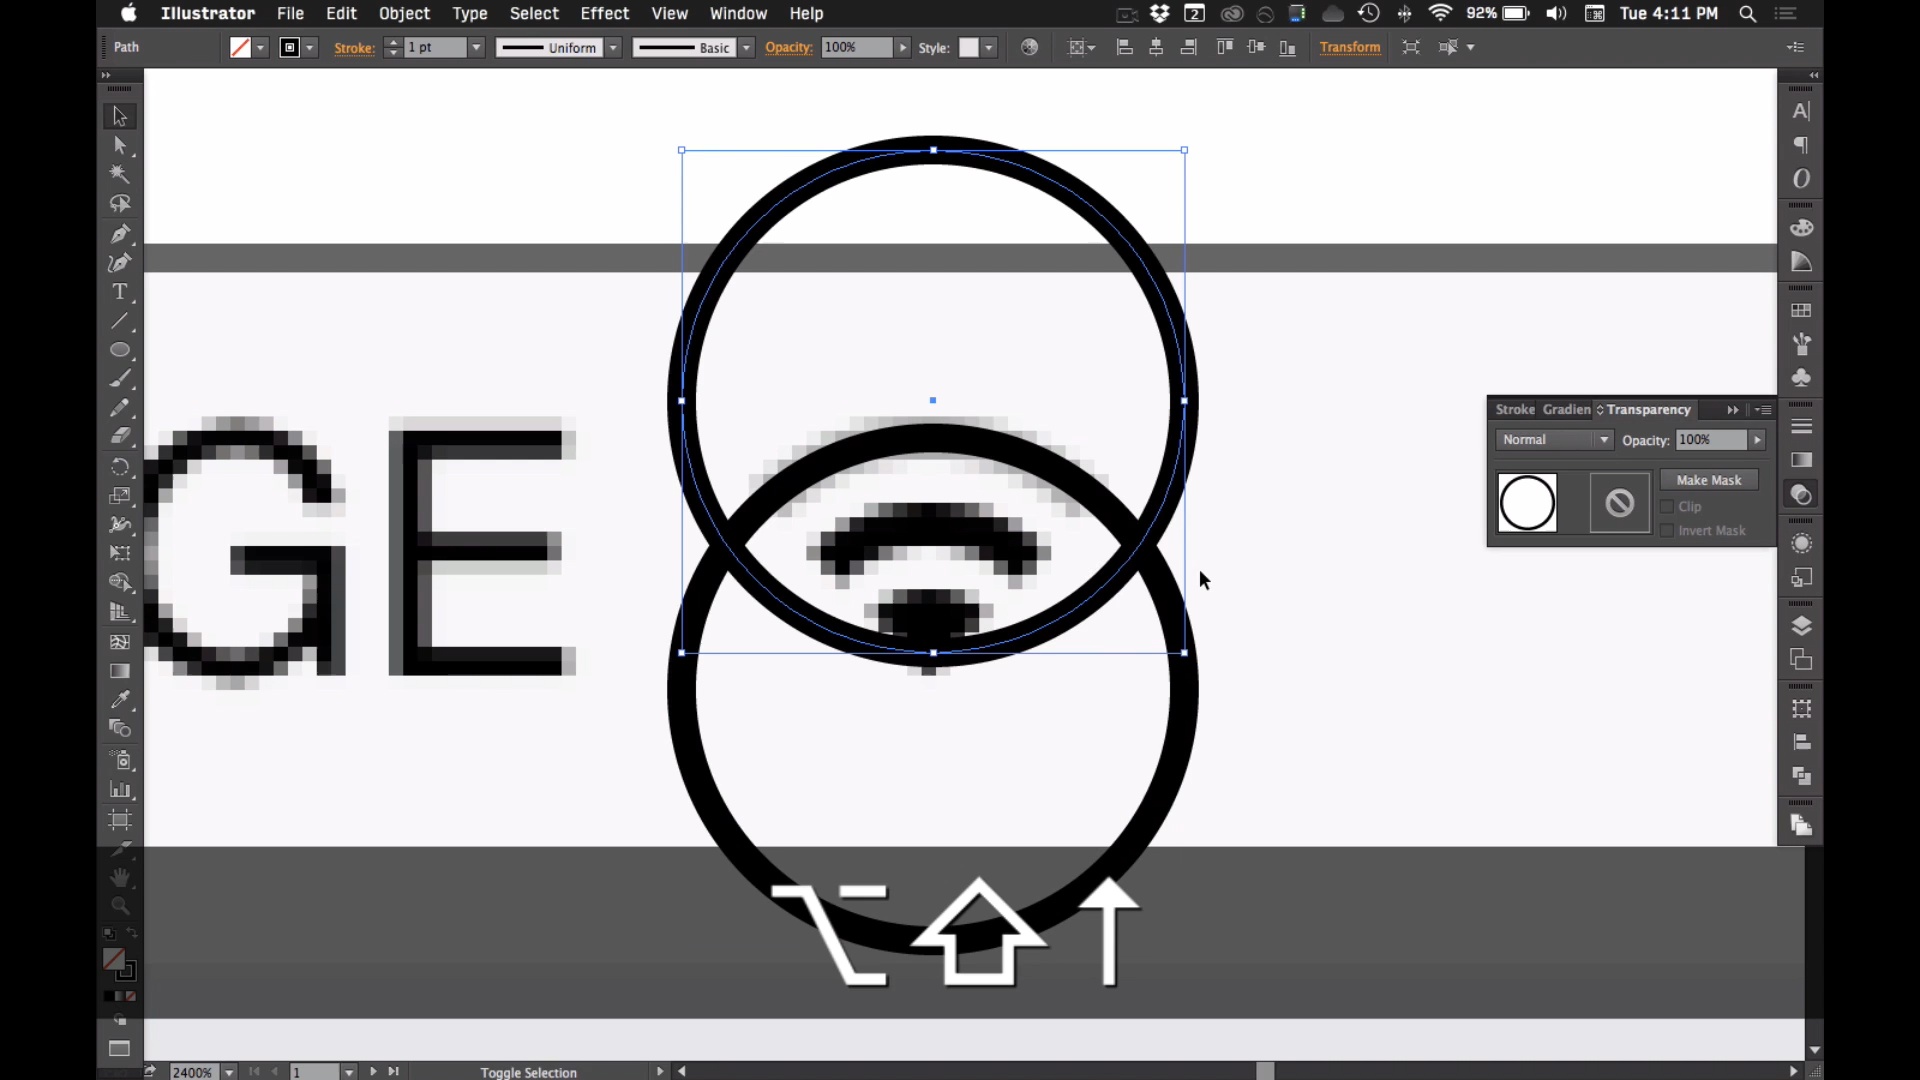 Illustrator File Edit Object Type Select Effect View Window Help 2 92% Tue 4:11 PM
Path Stroke: 1 pt Uniform Basic Opacity: 100% Style: Transform
GE
Stroke Gradien Transparency
Normal Opacity: 100%
Make Mask
Clip
Invert Mask
⌥ ⇧ ↑
2400% 1 Toggle Selection